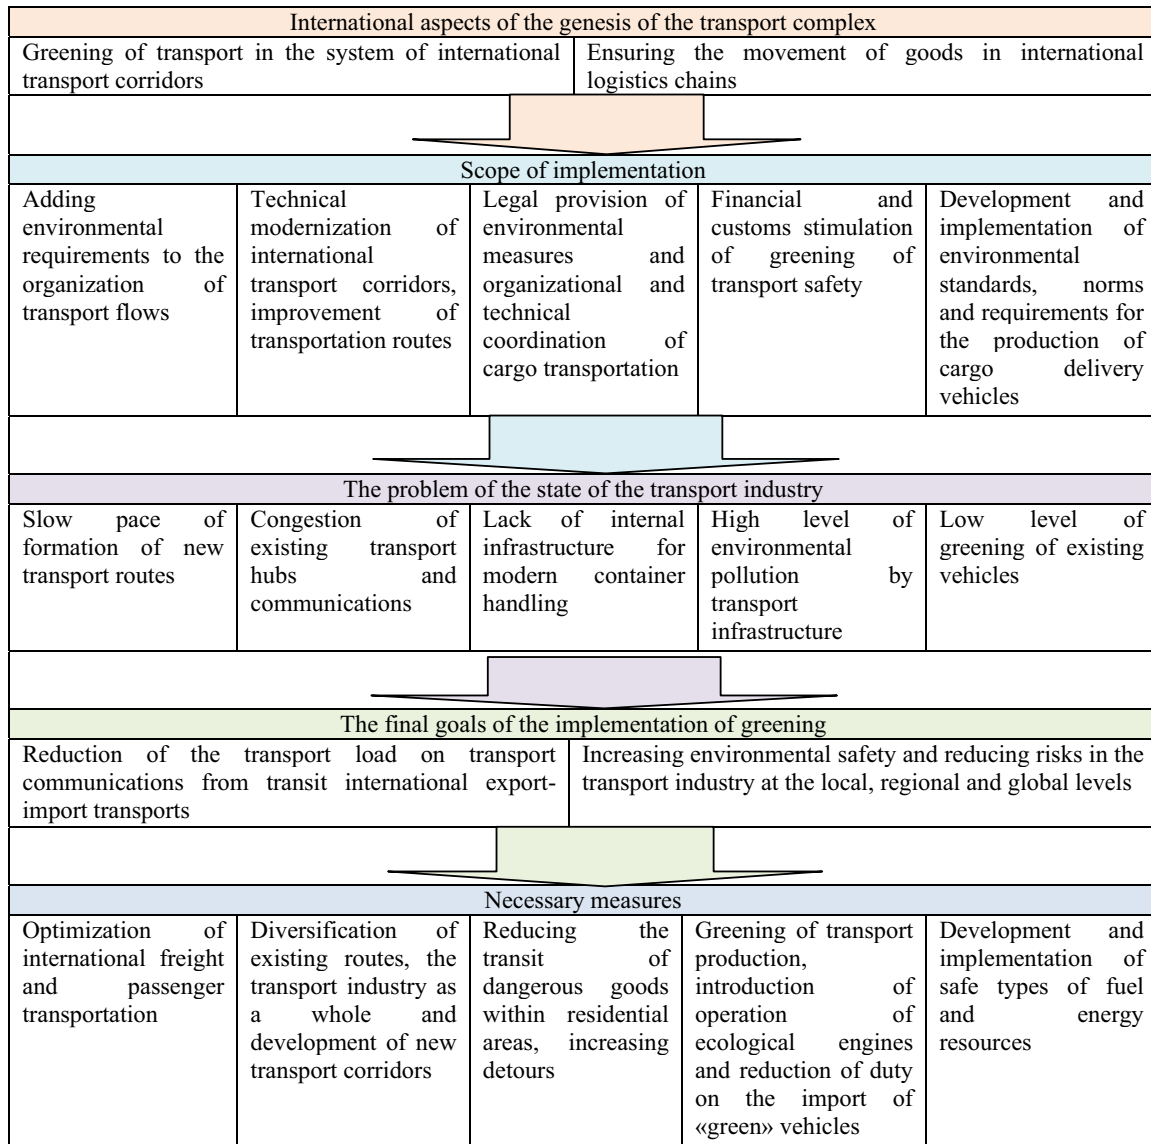 International aspects of the genesis of the transport complex
Greening of transport in the system of international
transport corridors
Ensuring the movement of goods in international
logistics chains
Scope of implementation
Adding
environmental
requirements to the
organization of
transport flows
Technical
modernization of
international
transport corridors,
improvement of
transportation routes
Legal provision of
environmental
measures and
organizational and
technical
coordination of
cargo transportation
Financial and
customs stimulation
of greening of
transport safety
Development and
implementation of
environmental
standards, norms
and requirements for
the production of
cargo delivery
vehicles
The problem of the state of the transport industry
Slow pace of
formation of new
transport routes
Congestion of
existing transport
hubs and
communications
Lack of internal
infrastructure for
modern container
handling
High level of
environmental
pollution by
transport
infrastructure
Low level of
greening of existing
vehicles
The final goals of the implementation of greening
Reduction of the transport load on transport
communications from transit international export-
import transports
Increasing environmental safety and reducing risks in the
transport industry at the local, regional and global levels
Necessary measures
Optimization of
international freight
and passenger
transportation
Diversification of
existing routes, the
transport industry as
a whole and
development of new
transport corridors
Reducing the
transit of
dangerous goods
within residential
areas, increasing
detours
Greening of transport
production,
introduction of
operation of
ecological engines
and reduction of duty
on the import of
«green» vehicles
Development and
implementation of
safe types of fuel
and energy
resources